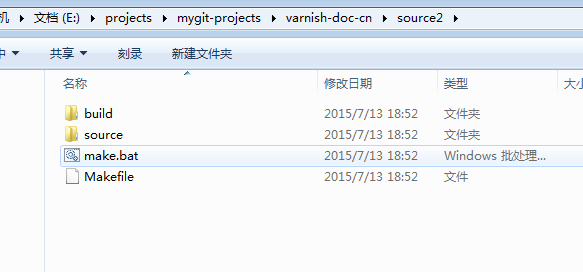 机 ▸ 文档 (E:) ▸ projects ▸ mygit-projects ▸ varnish-doc-cn ▸ source2 ▸
中 共享 刻录 新建文件夹
名称 修改日期 类型 大小
build 2015/7/13 18:52 文件夹
source 2015/7/13 18:52 文件夹
make.bat 2015/7/13 18:52 Windows 批处理...
Makefile 2015/7/13 18:52 文件